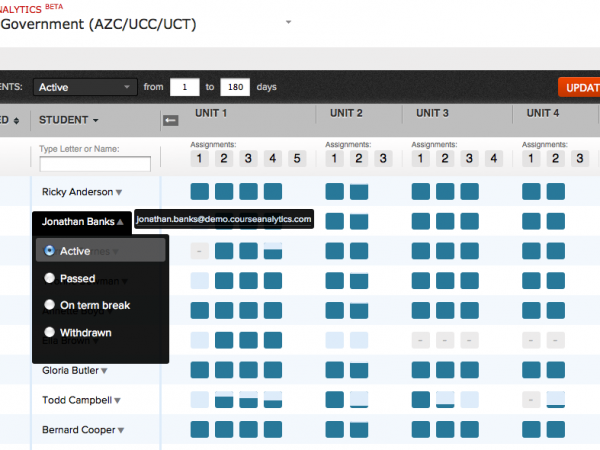 NALYTICS BETA
Government (AZC/UCC/UCT)
ENTS: Active from 1 to 180 days UPDAT
ED STUDENT UNIT 1 UNIT 2 UNIT 3 UNIT 4
Type Letter or Name:
Assignments: Assignments: Assignments: Assignments:
1 2 3 4 5 1 2 3 1 2 3 4 1 2 3
Ricky Anderson
Jonathan Banks jonathan.banks@demo.courseanalytics.com
Active
Passed
On term break
Withdrawn
Gloria Butler
Todd Campbell
Bernard Cooper